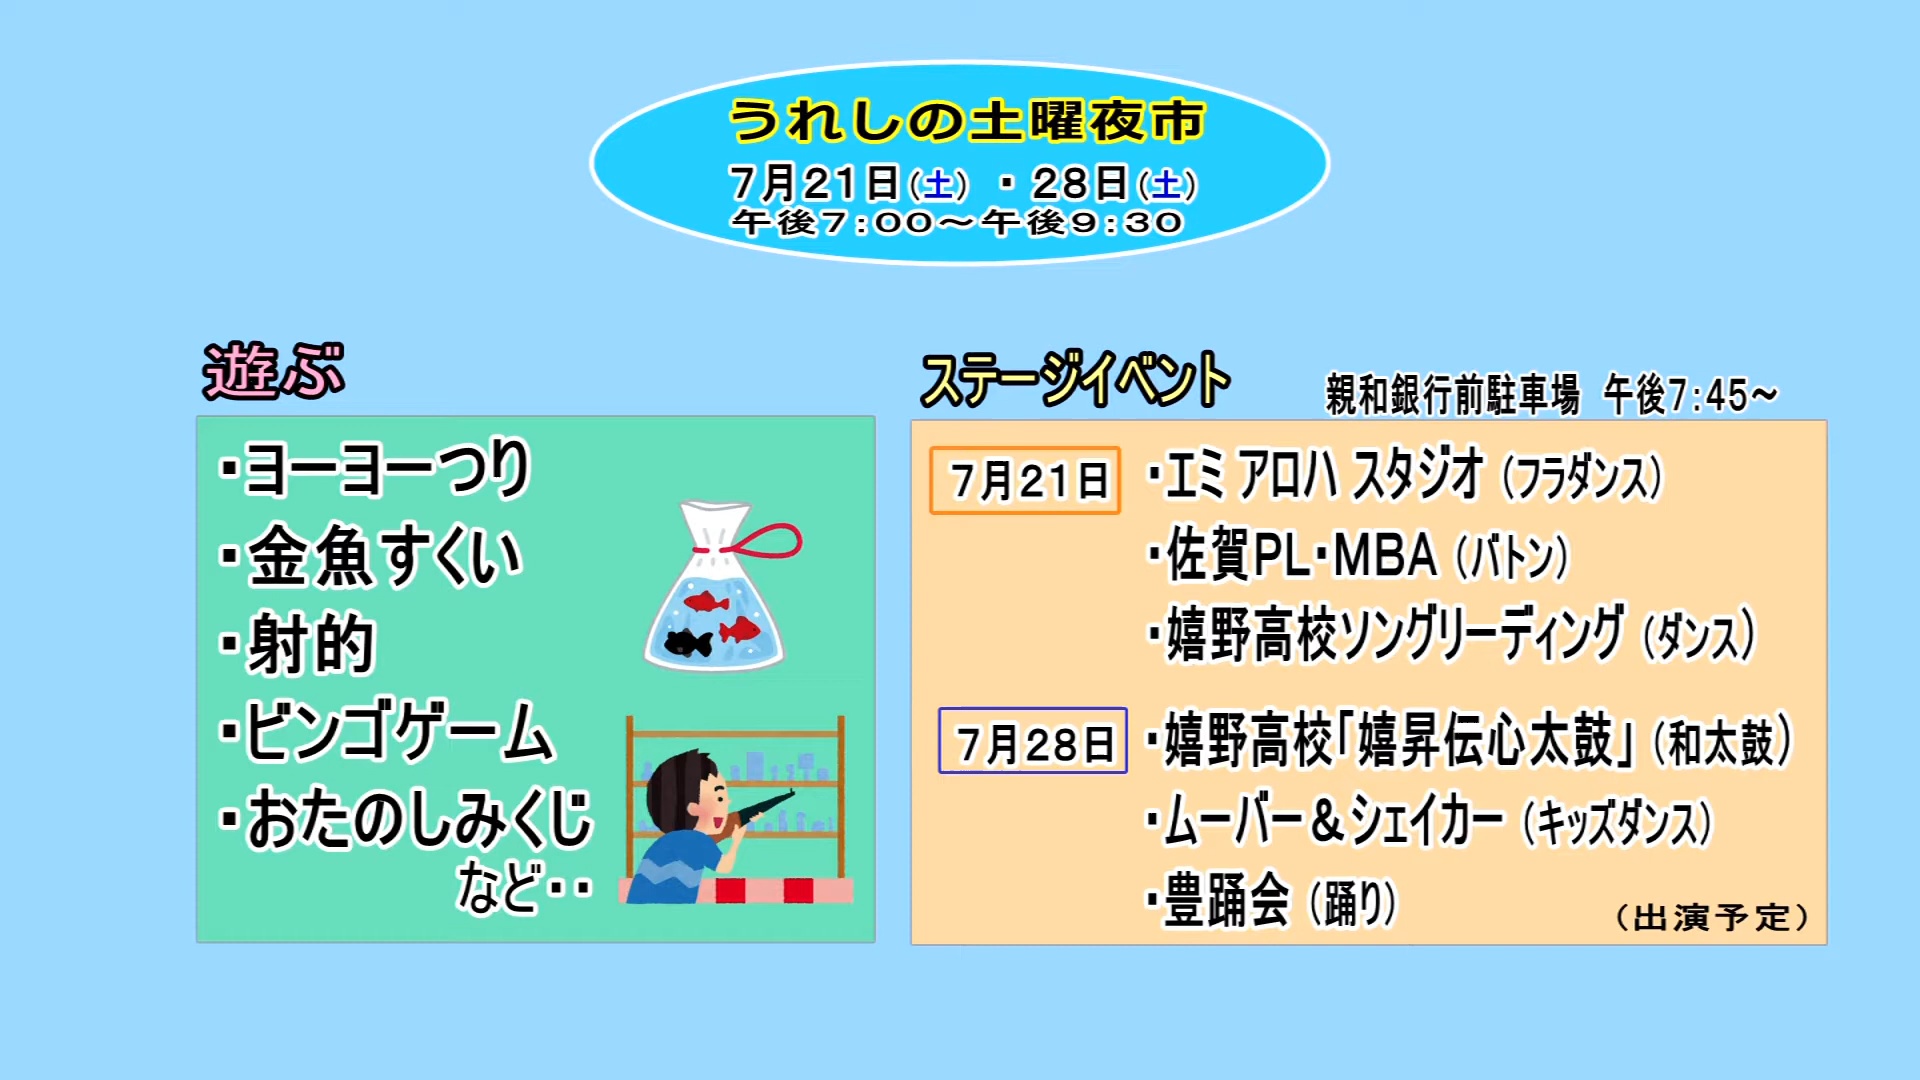 うれしの土曜夜市
7月21日(土)・28日(土)
午後7:00～午後9:30
遊ぶ
・ヨーヨーつり
・金魚すくい
・射的
・ビンゴゲーム
・おたのしみくじ
など・・
ステージイベント
親和銀行前駐車場 午後7:45～
7月21日
・エミ アロハ スタジオ(フラダンス)
・佐賀PL・MBA(バトン)
・嬉野高校ソングリーディング(ダンス)
7月28日
・嬉野高校「嬉昇伝心太鼓」(和太鼓)
・ムーバー＆シェイカー(キッズダンス)
・豊踊会(踊り)
(出演予定)